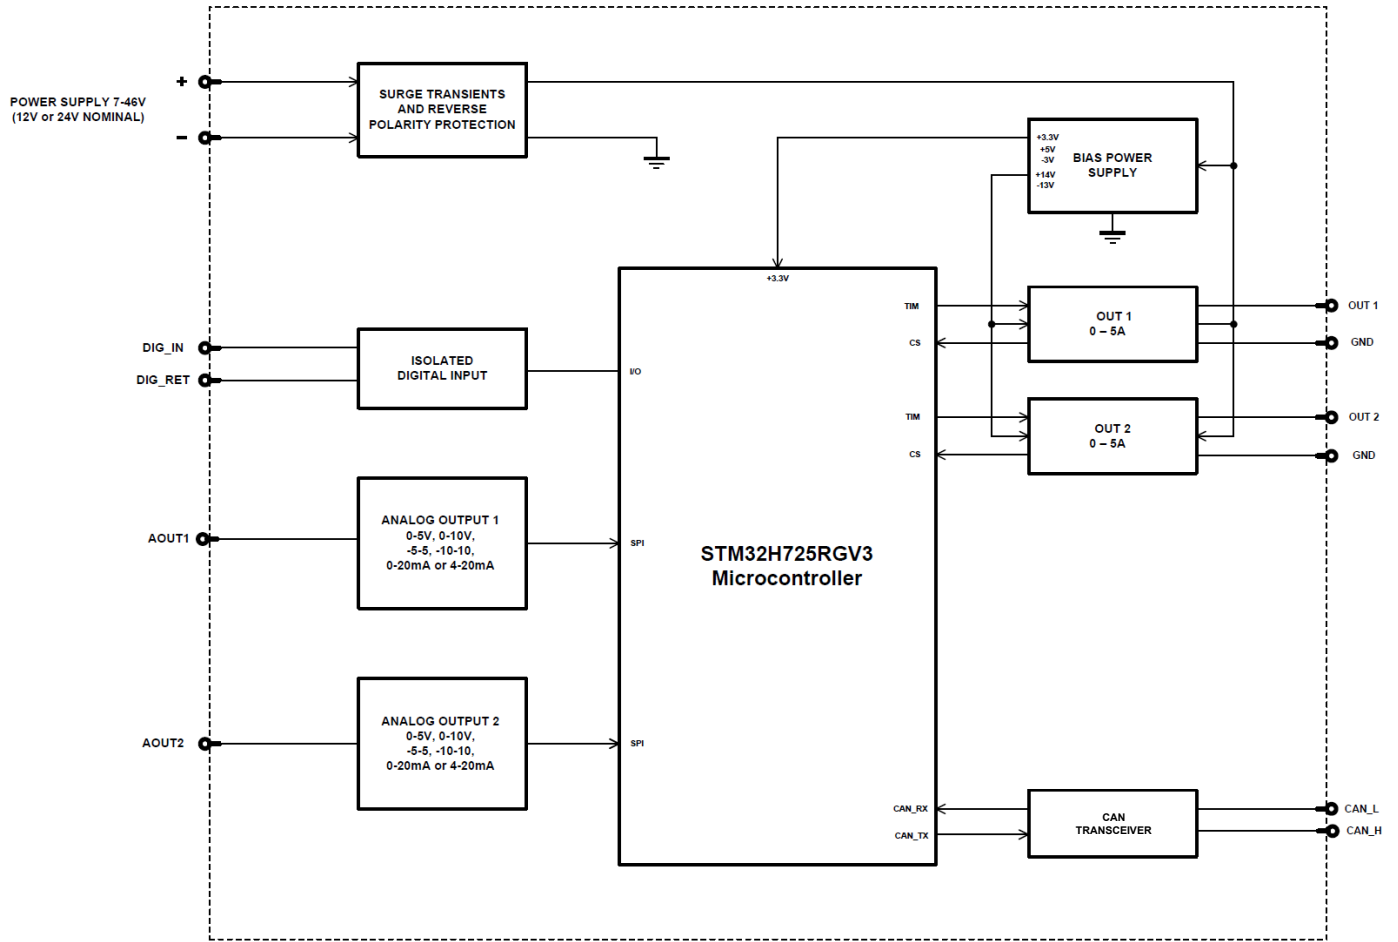 +
POWER SUPPLY 7-46V
(12V or 24V NOMINAL)
-
SURGE TRANSIENTS
AND REVERSE
POLARITY PROTECTION
+3.3V
+5V
-3V
+14V
-13V
BIAS POWER
SUPPLY
+3.3V
TIM
OUT 1
0 – 5A
OUT 1
CS
GND
DIG_IN
DIG_RET
ISOLATED
DIGITAL INPUT
I/O
TIM
OUT 2
0 – 5A
OUT 2
CS
GND
AOUT1
ANALOG OUTPUT 1
0-5V, 0-10V,
-5-5, -10-10,
0-20mA or 4-20mA
SPI
STM32H725RGV3
Microcontroller
AOUT2
ANALOG OUTPUT 2
0-5V, 0-10V,
-5-5, -10-10,
0-20mA or 4-20mA
SPI
CAN_RX
CAN_TX
CAN
TRANSCEIVER
CAN_L
CAN_H